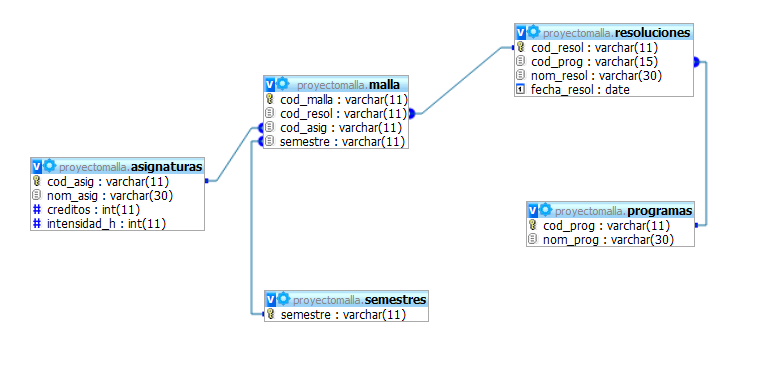 V proyectomalla.resoluciones
cod_resol : varchar(11)
cod_prog : varchar(15)
nom_resol : varchar(30)
fecha_resol : date
V proyectomalla.malla
cod_malla : varchar(11)
cod_resol : varchar(11)
cod_asig : varchar(11)
semestre : varchar(11)
V proyectomalla.asignaturas
cod_asig : varchar(11)
nom_asig : varchar(30)
# creditos : int(11)
# intensidad_h : int(11)
V proyectomalla.programas
cod_prog : varchar(11)
nom_prog : varchar(30)
V proyectomalla.semestres
semestre : varchar(11)